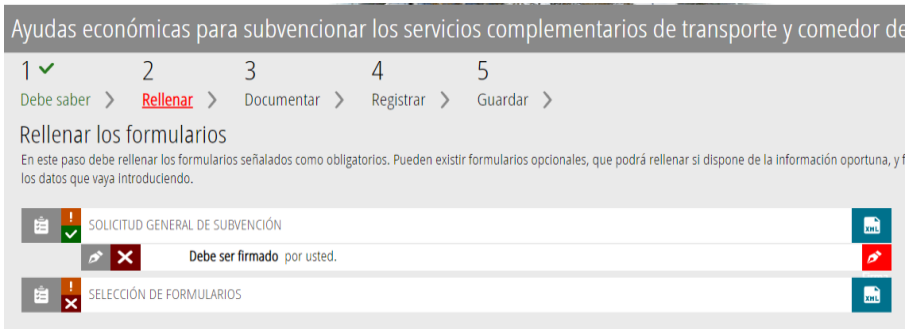 Ayudas económicas para subvencionar los servicios complementarios de transporte y comedor de
1 2 3 4 5
Debe saber > Rellenar > Documentar > Registrar > Guardar >
Rellenar los formularios
En este paso debe rellenar los formularios señalados como obligatorios. Pueden existir formularios opcionales, que podrá rellenar si dispone de la información oportuna, y f
los datos que vaya introduciendo.
! SOLICITUD GENERAL DE SUBVENCIÓN XML
Debe ser firmado por usted.
! SELECCIÓN DE FORMULARIOS XML